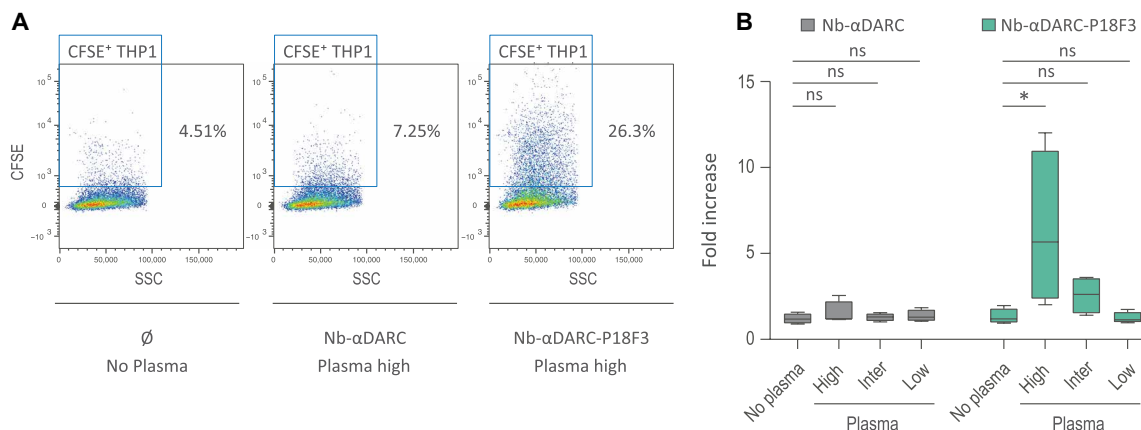 A
CFSE⁺ THP1
4.51%
CFSE
10⁵
10⁴
10³
0
−10³
0 50,000 100,000 150,000
SSC
Ø
No Plasma
CFSE⁺ THP1
7.25%
10⁵
10⁴
10³
0
−10³
0 50,000 100,000 150,000
SSC
Nb-αDARC
Plasma high
CFSE⁺ THP1
26.3%
10⁵
10⁴
10³
0
−10³
0 50,000 100,000 150,000
SSC
Nb-αDARC-P18F3
Plasma high
B
Nb-αDARC
Nb-αDARC-P18F3
ns
ns
ns
ns
ns
*
Fold increase
15
10
5
0
No plasma High Inter Low
Plasma
No plasma High Inter Low
Plasma